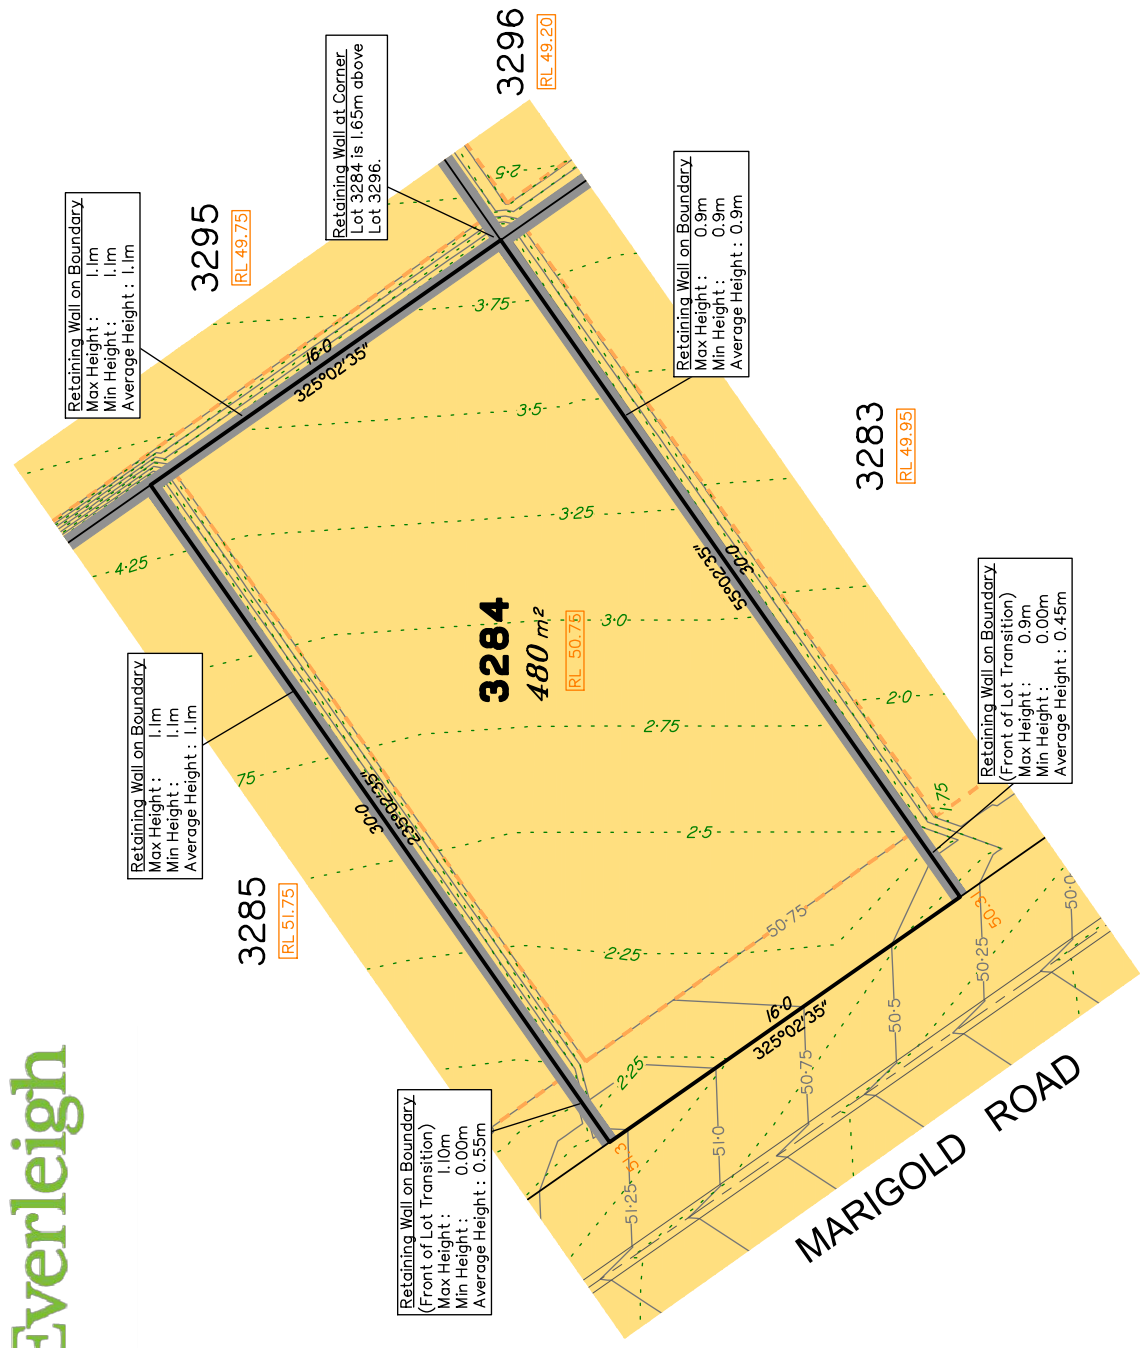 Everleigh
3296
RL 49.20
3295
RL 49.75
Retaining Wall on Boundary
Max Height : 1.1m
Min Height : 1.1m
Average Height : 1.1m
Retaining Wall at Corner
Lot 3284 is 1.65m above
Lot 3296.
Retaining Wall on Boundary
Max Height : 0.9m
Min Height : 0.9m
Average Height : 0.9m
3283
RL 49.95
Retaining Wall on Boundary
(Front of Lot Transition)
Max Height : 0.9m
Min Height : 0.00m
Average Height : 0.45m
3284
480 m²
RL 50.75
Retaining Wall on Boundary
Max Height : 1.1m
Min Height : 1.1m
Average Height : 1.1m
3285
RL 51.75
Retaining Wall on Boundary
(Front of Lot Transition)
Max Height : 1.10m
Min Height : 0.00m
Average Height : 0.55m
16·0
325°02'35"
30·0
55°02'35"
30·0
235°02'35"
16·0
325°02'35"
2·5
3·75
3·5
3·25
3·0
2·75
2·5
2·25
2·25
2·0
1·75
4·25
75
50·75
51·25
51·0
50·75
50·5
50·25
50·0
51.3
50.31
MARIGOLD ROAD